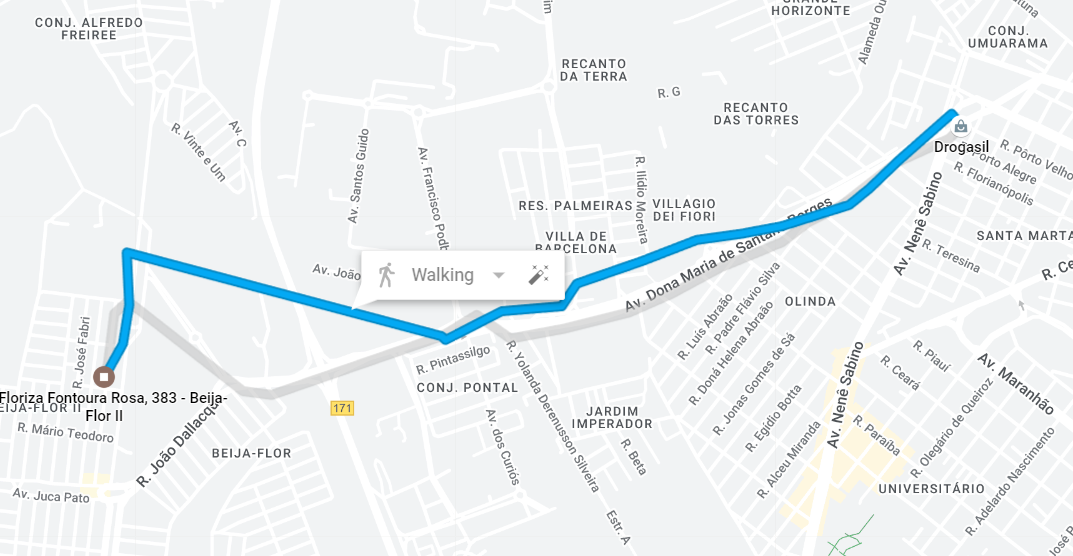 GRANDE
HORIZONTE
CONJ. ALFREDO
FREIREE
CONJ.
UMUARAMA
RECANTO
DA TERRA
R. G
RECANTO
DAS TORRES
Av. C
R. Vinte e Um
Av. Santos Guido
Av. Francisco Podb
R. Ilídio Moreira
Drogasil
R. Pôrto Velho
Porto Alegre
R. Florianópolis
RES. PALMEIRAS
VILLAGIO
DEI FIORI
VILLA DE
BARCELONA
Av. Dona Maria de Santana Borges
Av. Nenê Sabino
R. Teresina
SANTA MARTA
R. Ce
Av. João
Walking
OLINDA
R. Luís Abraão
R. Padre Flávio Silva
R. Doná Helena Abraão
R. Jonas Gomes de Sá
R. Egídio Botta
R. Alceu Miranda
R. José Fabri
R. Pintassilgo
CONJ. PONTAL
R. Yolanda Derenusson Silveira
Av. dos Curiós
JARDIM
IMPERADOR
R. Beta
Estr. A
Av. Nenê Sabino
R. Piauí
R. Ceará
Av. Maranhão
R. Paraíba
R. Olegário de Queiroz
UNIVERSITÁRIO
R. Adelardo Nascimento
Floriza Fontoura Rosa, 383 - Beija-
Flor II
EIJA-FLOR II
R. Mário Teodoro
R. João Dallacqua
171
BEIJA-FLOR
Av. Juca Pato